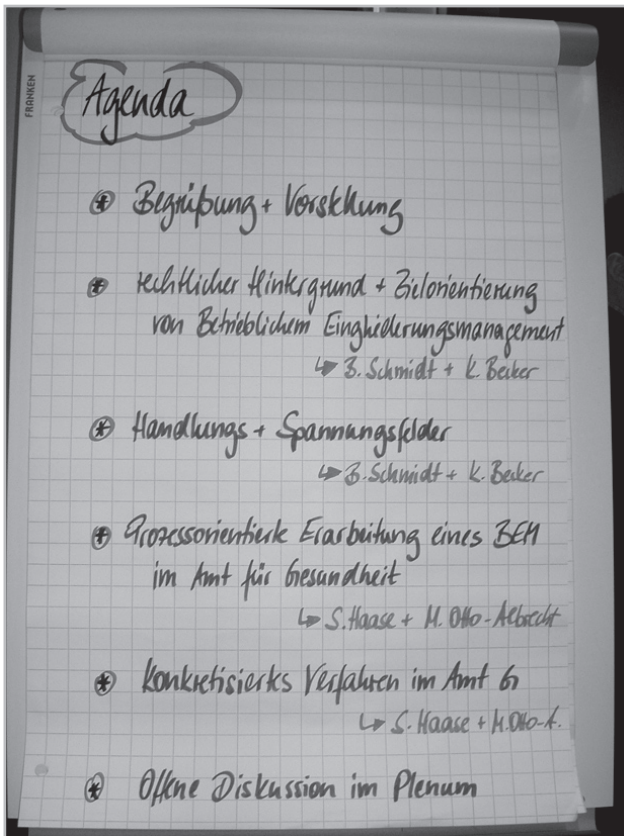 FRANKEN
Agenda
* Begrüßung + Vorstellung
* rechtlicher Hintergrund + Zielorientierung
von Betrieblichem Eingliederungsmanagement
↳ B. Schmidt + K. Becker
* Handlungs + Spannungsfelder
↳ B. Schmidt + K. Becker
* Prozessorientierte Erarbeitung eines BEM
im Amt für Gesundheit
↳ S. Haase + M. Otto-Albrecht
* Konkretisiertes Verfahren im Amt G
↳ S. Haase + M. Otto-A.
* Offene Diskussion im Plenum